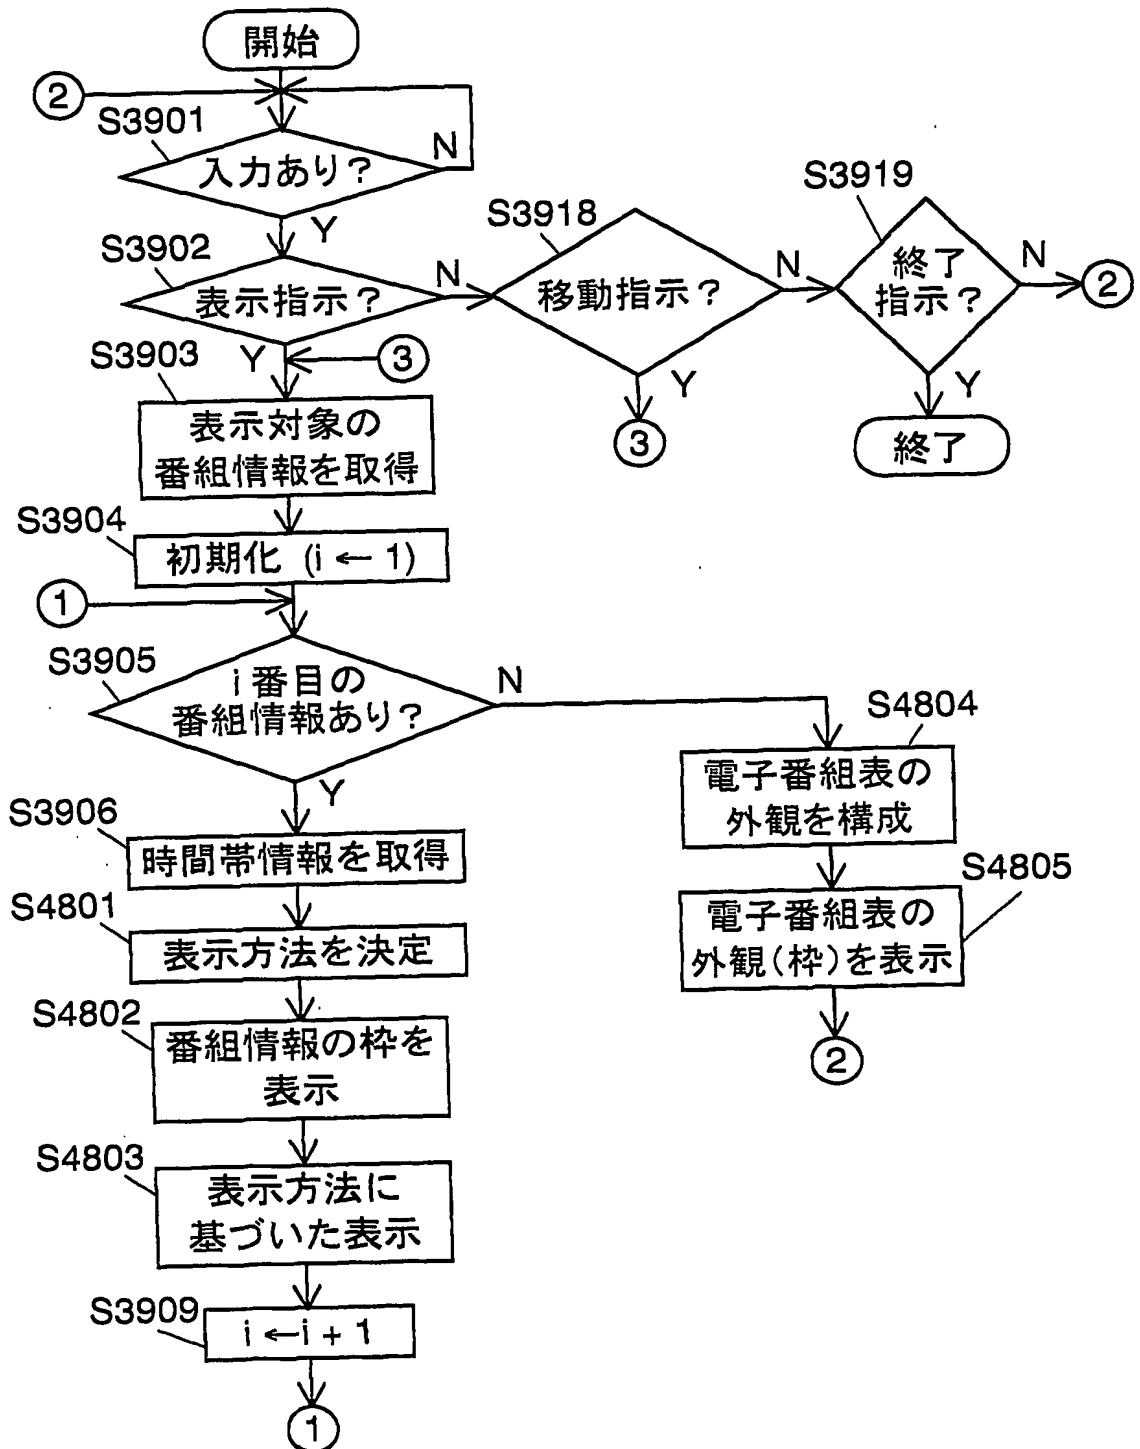 開始
②
S3901
入力あり？
N
Y
S3902
表示指示？
N
Y
S3918
移動指示？
N
Y
③
S3919
終了
指示？
N
②
Y
終了
③
S3903
表示対象の
番組情報を取得
S3904
初期化 (i ← 1)
①
S3905
i 番目の
番組情報あり？
N
Y
S3906
時間帯情報を取得
S4801
表示方法を決定
S4802
番組情報の枠を
表示
S4803
表示方法に
基づいた表示
S3909
i ← i + 1
①
S4804
電子番組表の
外観を構成
S4805
電子番組表の
外観(枠)を表示
②